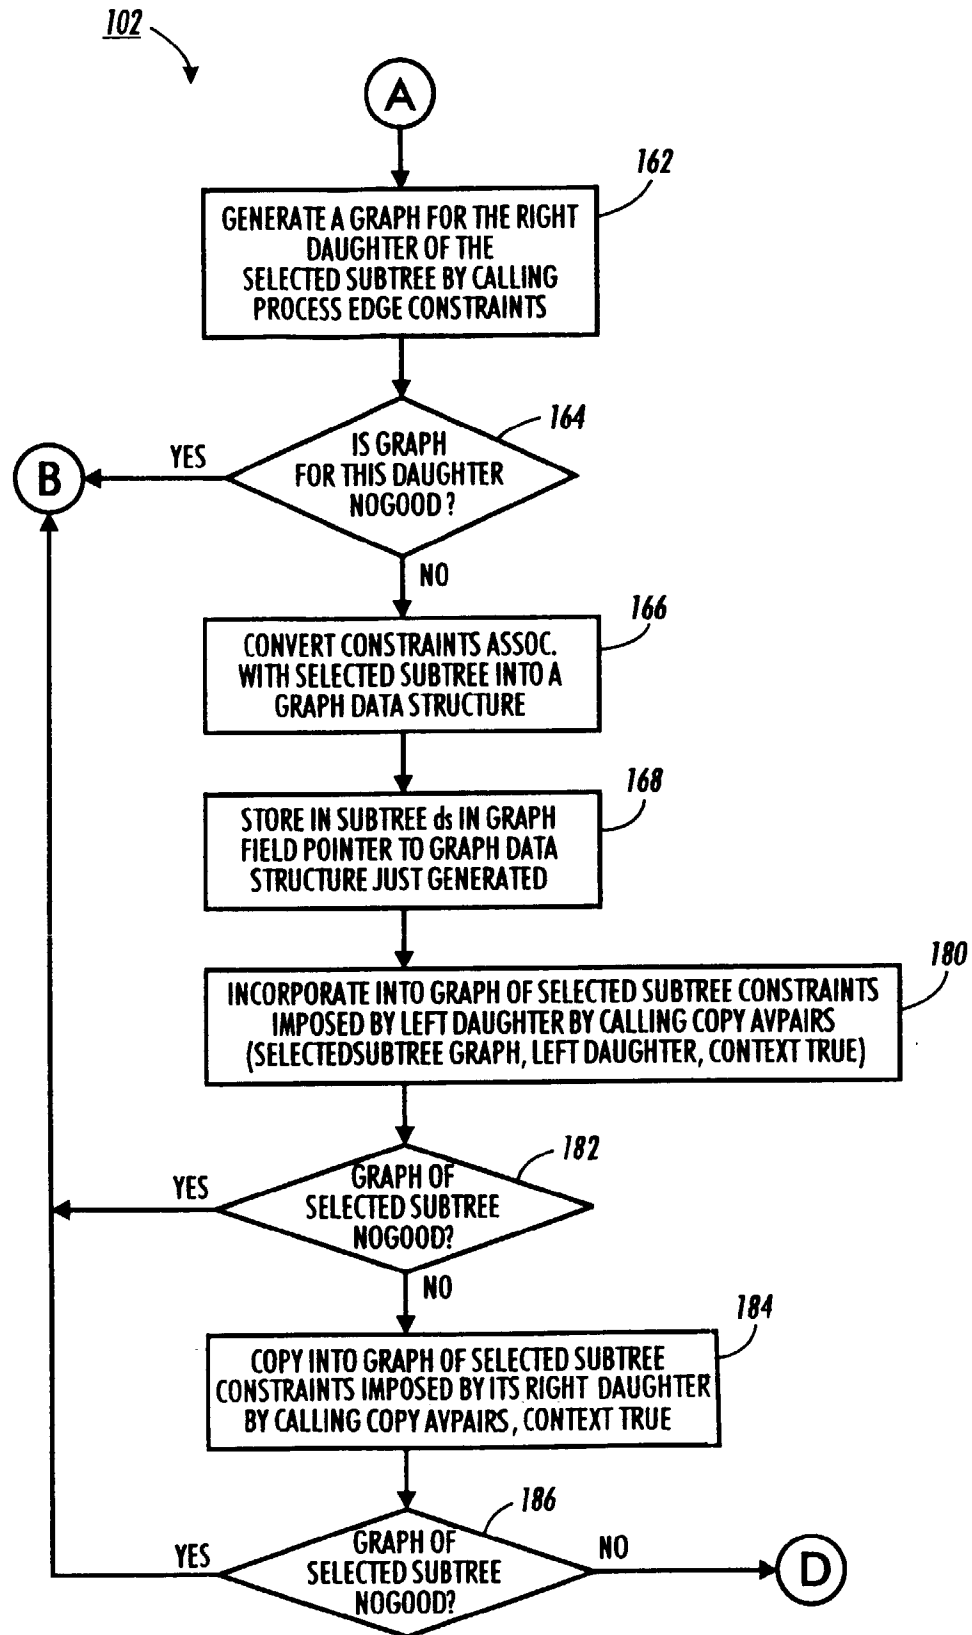 102
A
162
GENERATE A GRAPH FOR THE RIGHT
DAUGHTER OF THE
SELECTED SUBTREE BY CALLING
PROCESS EDGE CONSTRAINTS
164
IS GRAPH
FOR THIS DAUGHTER
NOGOOD?
YES
B
NO
166
CONVERT CONSTRAINTS ASSOC.
WITH SELECTED SUBTREE INTO A
GRAPH DATA STRUCTURE
168
STORE IN SUBTREE ds IN GRAPH
FIELD POINTER TO GRAPH DATA
STRUCTURE JUST GENERATED
180
INCORPORATE INTO GRAPH OF SELECTED SUBTREE CONSTRAINTS
IMPOSED BY LEFT DAUGHTER BY CALLING COPY AVPAIRS
(SELECTEDSUBTREE GRAPH, LEFT DAUGHTER, CONTEXT TRUE)
182
GRAPH OF
SELECTED SUBTREE
NOGOOD?
YES
NO
184
COPY INTO GRAPH OF SELECTED SUBTREE
CONSTRAINTS IMPOSED BY ITS RIGHT DAUGHTER
BY CALLING COPY AVPAIRS, CONTEXT TRUE
186
GRAPH OF
SELECTED SUBTREE
NOGOOD?
YES
NO
D